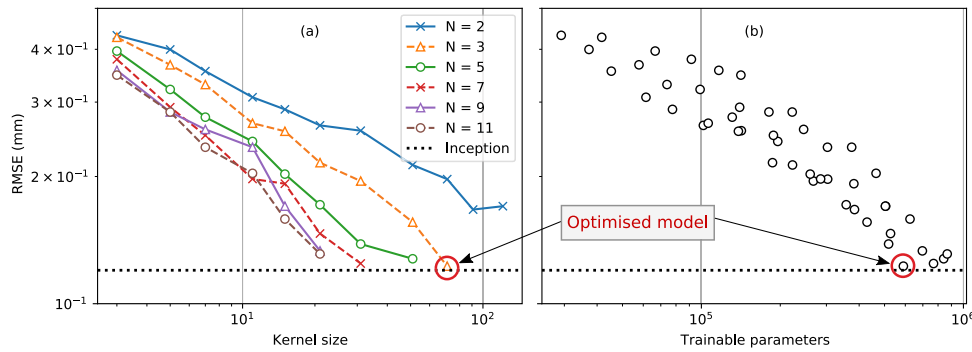 (a)
(b)
N = 2
N = 3
N = 5
N = 7
N = 9
N = 11
Inception
4 × 10⁻¹
3 × 10⁻¹
2 × 10⁻¹
10⁻¹
RMSE (mm)
Optimised model
10¹
10²
Kernel size
10⁵
10⁶
Trainable parameters